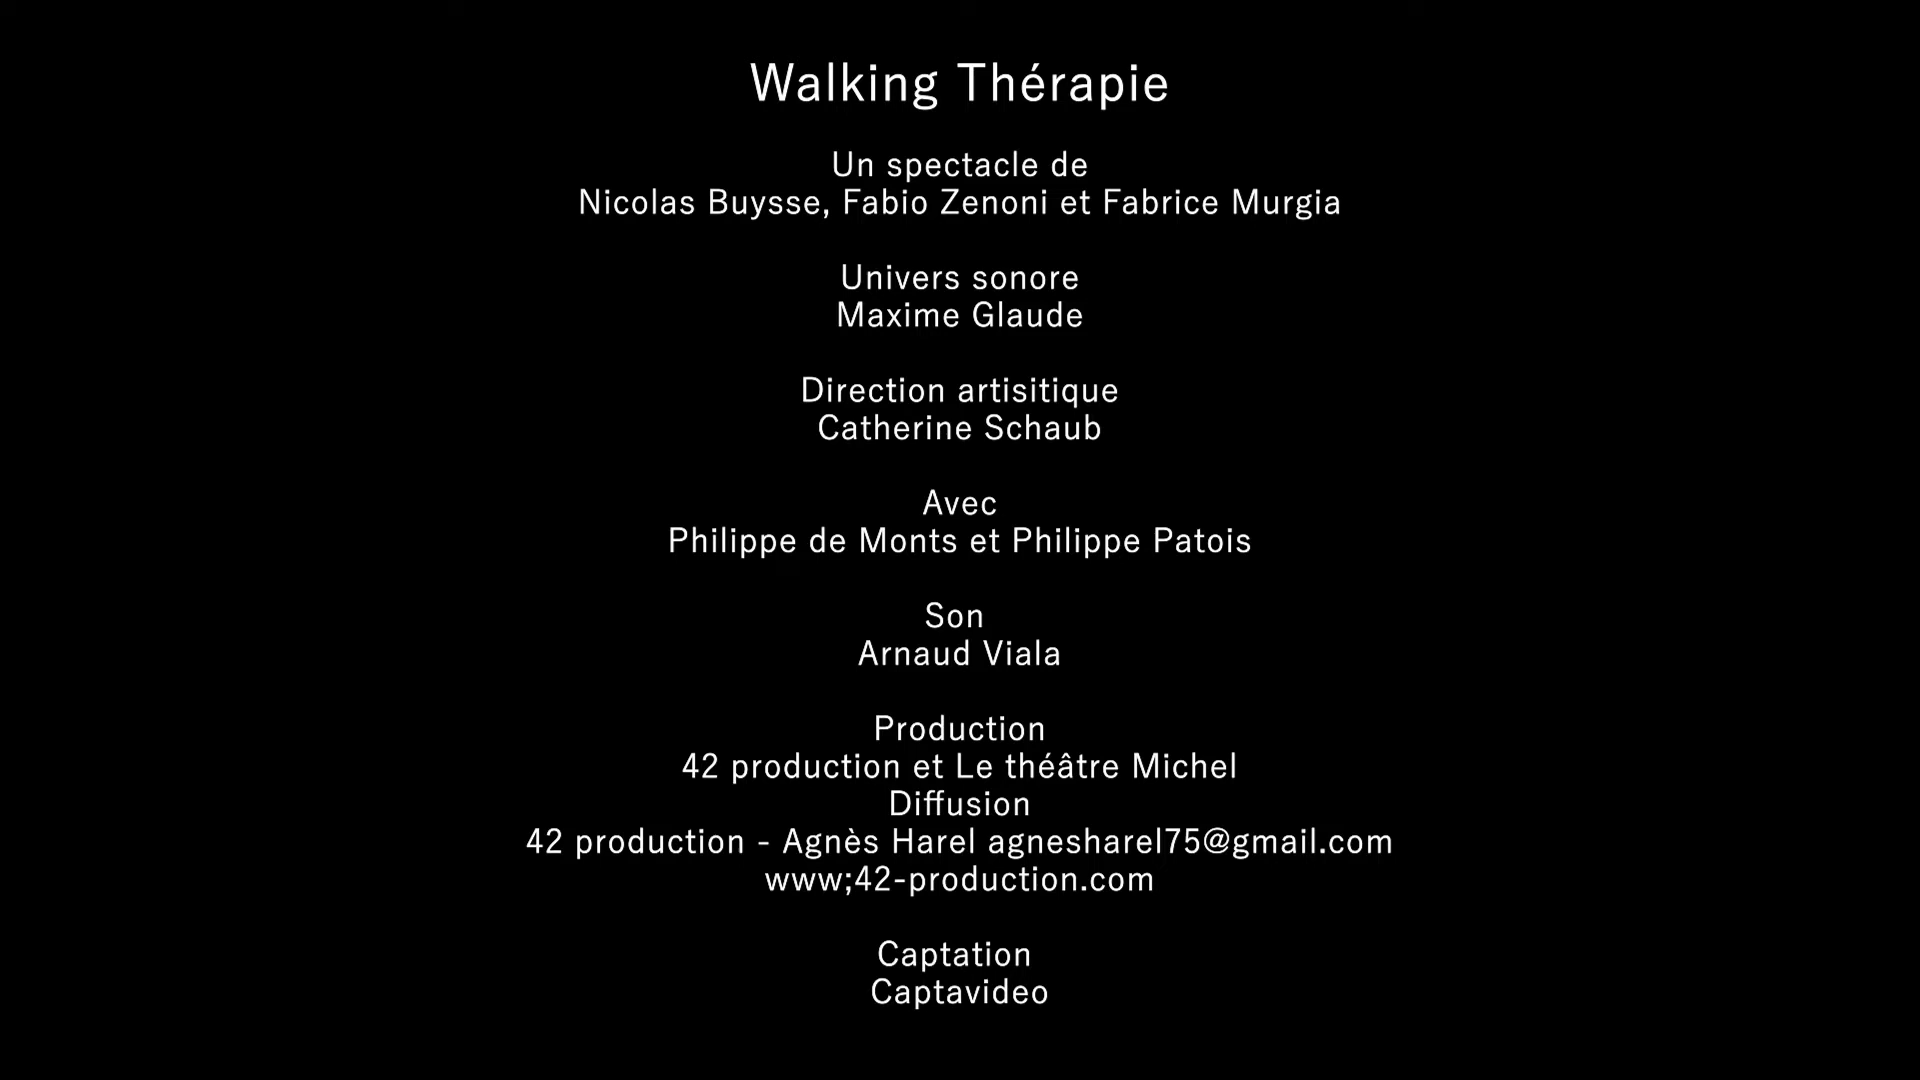 Walking Thérapie
Un spectacle de
Nicolas Buysse, Fabio Zenoni et Fabrice Murgia
Univers sonore
Maxime Glaude
Direction artisitique
Catherine Schaub
Avec
Philippe de Monts et Philippe Patois
Son
Arnaud Viala
Production
42 production et Le théâtre Michel
Diffusion
42 production - Agnès Harel agnesharel75@gmail.com
www;42-production.com
Captation
Captavideo